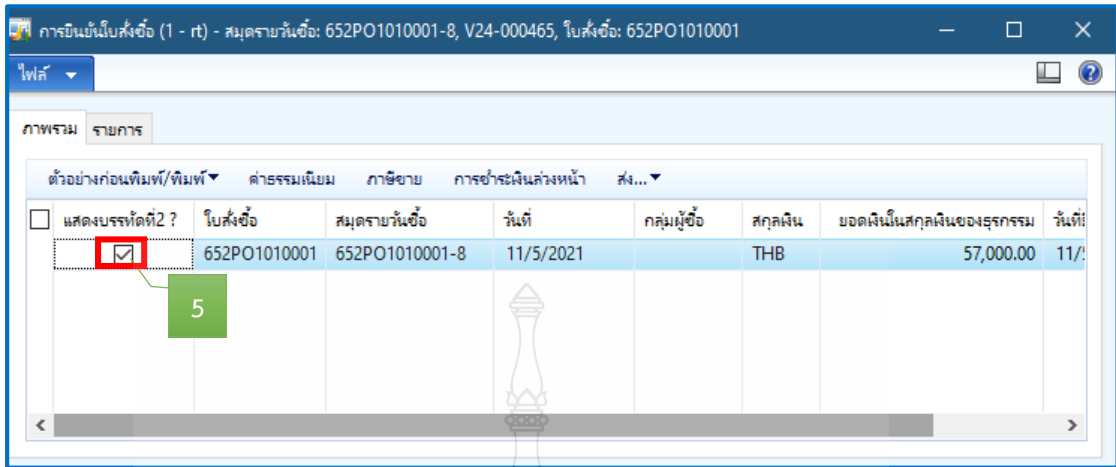 การยืนยันใบสั่งซื้อ (1 - rt) - สมุดรายวันซื้อ: 652PO1010001-8, V24-000465, ใบสั่งซื้อ: 652PO1010001
ไฟล์
ภาพรวม รายการ
ตัวอย่างก่อนพิมพ์/พิมพ์ ค่าธรรมเนียม ภาษีขาย การชำระเงินล่วงหน้า ส่ง...
แสดงบรรทัดที่2 ? ใบสั่งซื้อ สมุดรายวันซื้อ วันที่ กลุ่มผู้ซื้อ สกุลเงิน ยอดเงินในสกุลเงินของธุรกรรม วันที่
652PO1010001 652PO1010001-8 11/5/2021 THB 57,000.00 11/
5